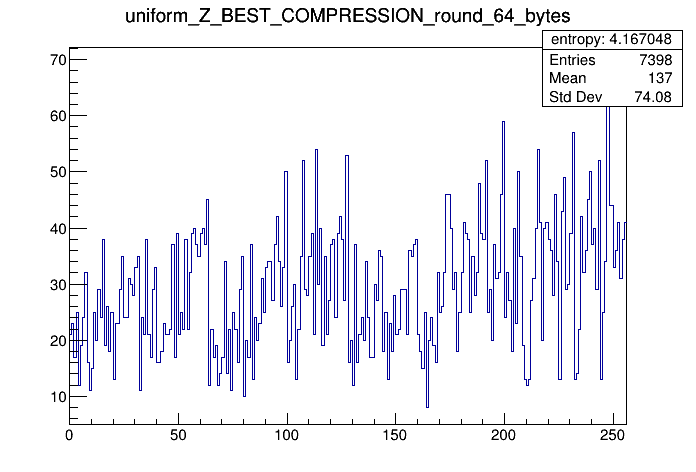 uniform_Z_BEST_COMPRESSION_round_64_bytes
entropy: 4.167048
Entries 7398
Mean 137
Std Dev 74.08
70
60
50
40
30
20
10
0 50 100 150 200 250